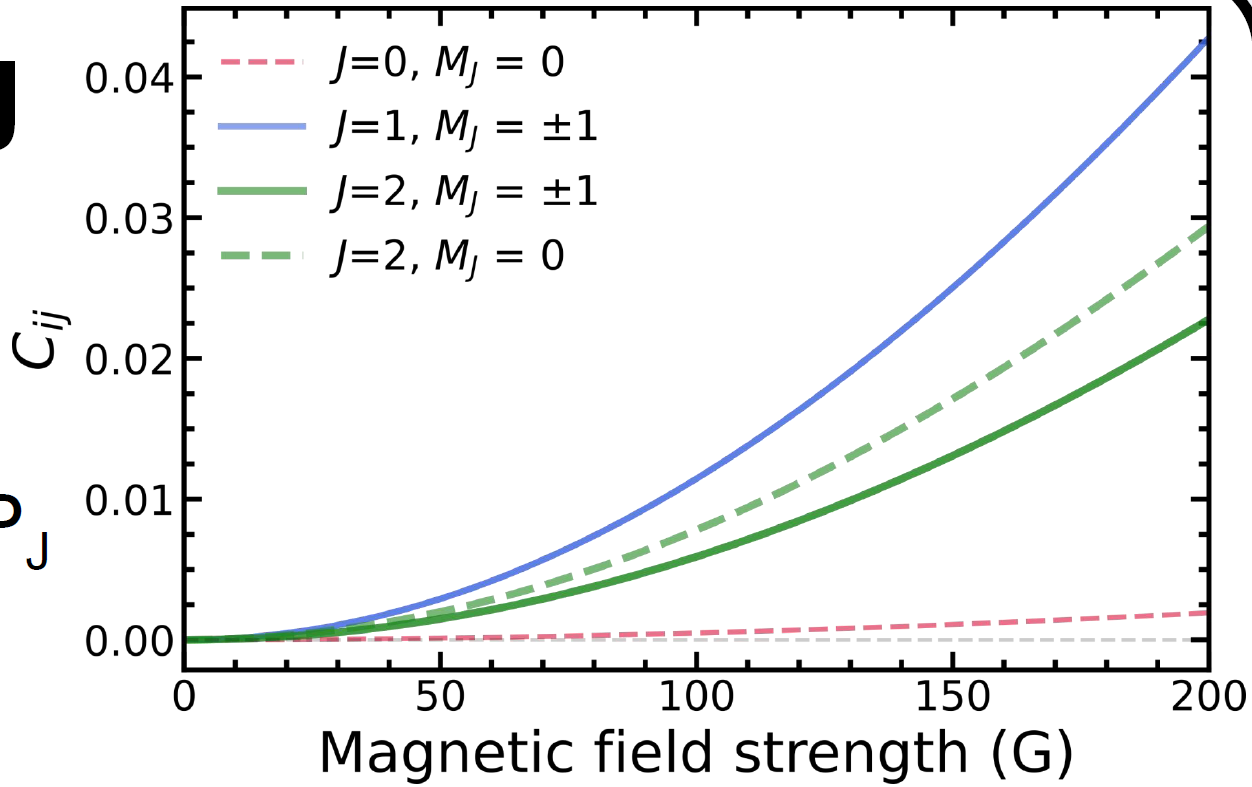 J=0, M_J = 0
J=1, M_J = ±1
J=2, M_J = ±1
J=2, M_J = 0
0.04
0.03
0.02
0.01
0.00
C_ij
J
0
50
100
150
200
Magnetic field strength (G)